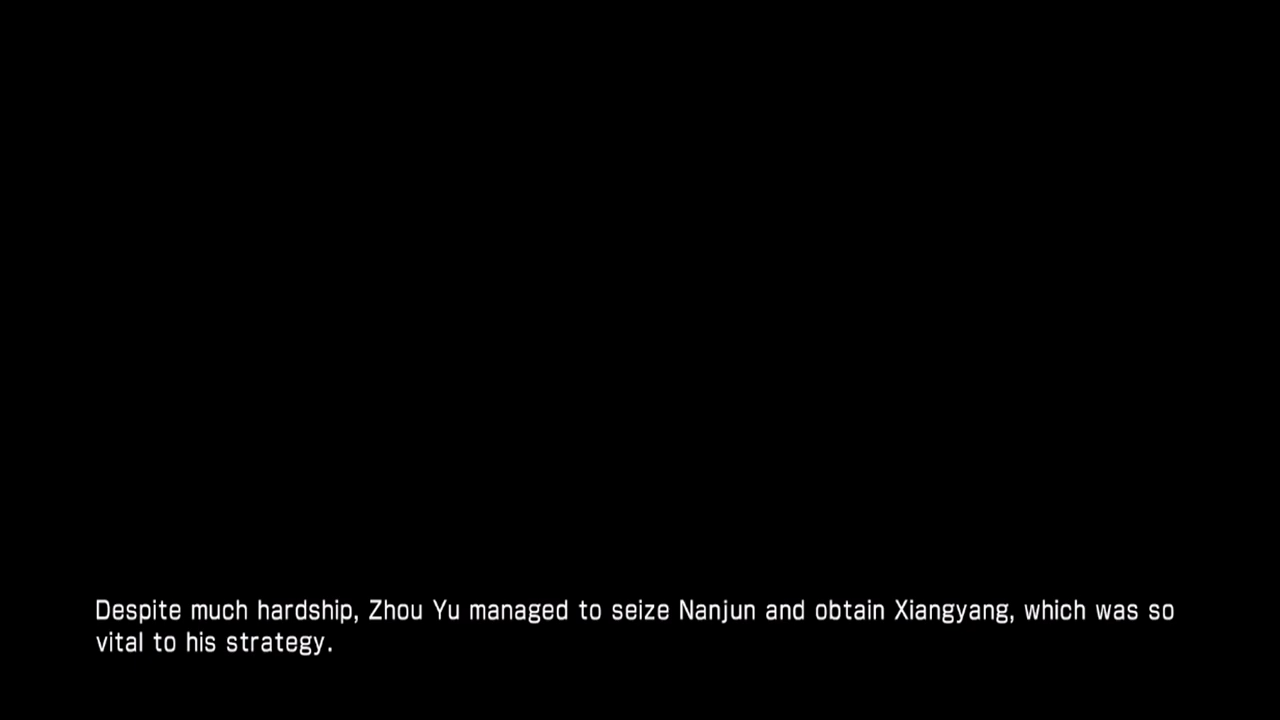 Despite much hardship, Zhou Yu managed to seize Nanjun and obtain Xiangyang, which was so
vital to his strategy.